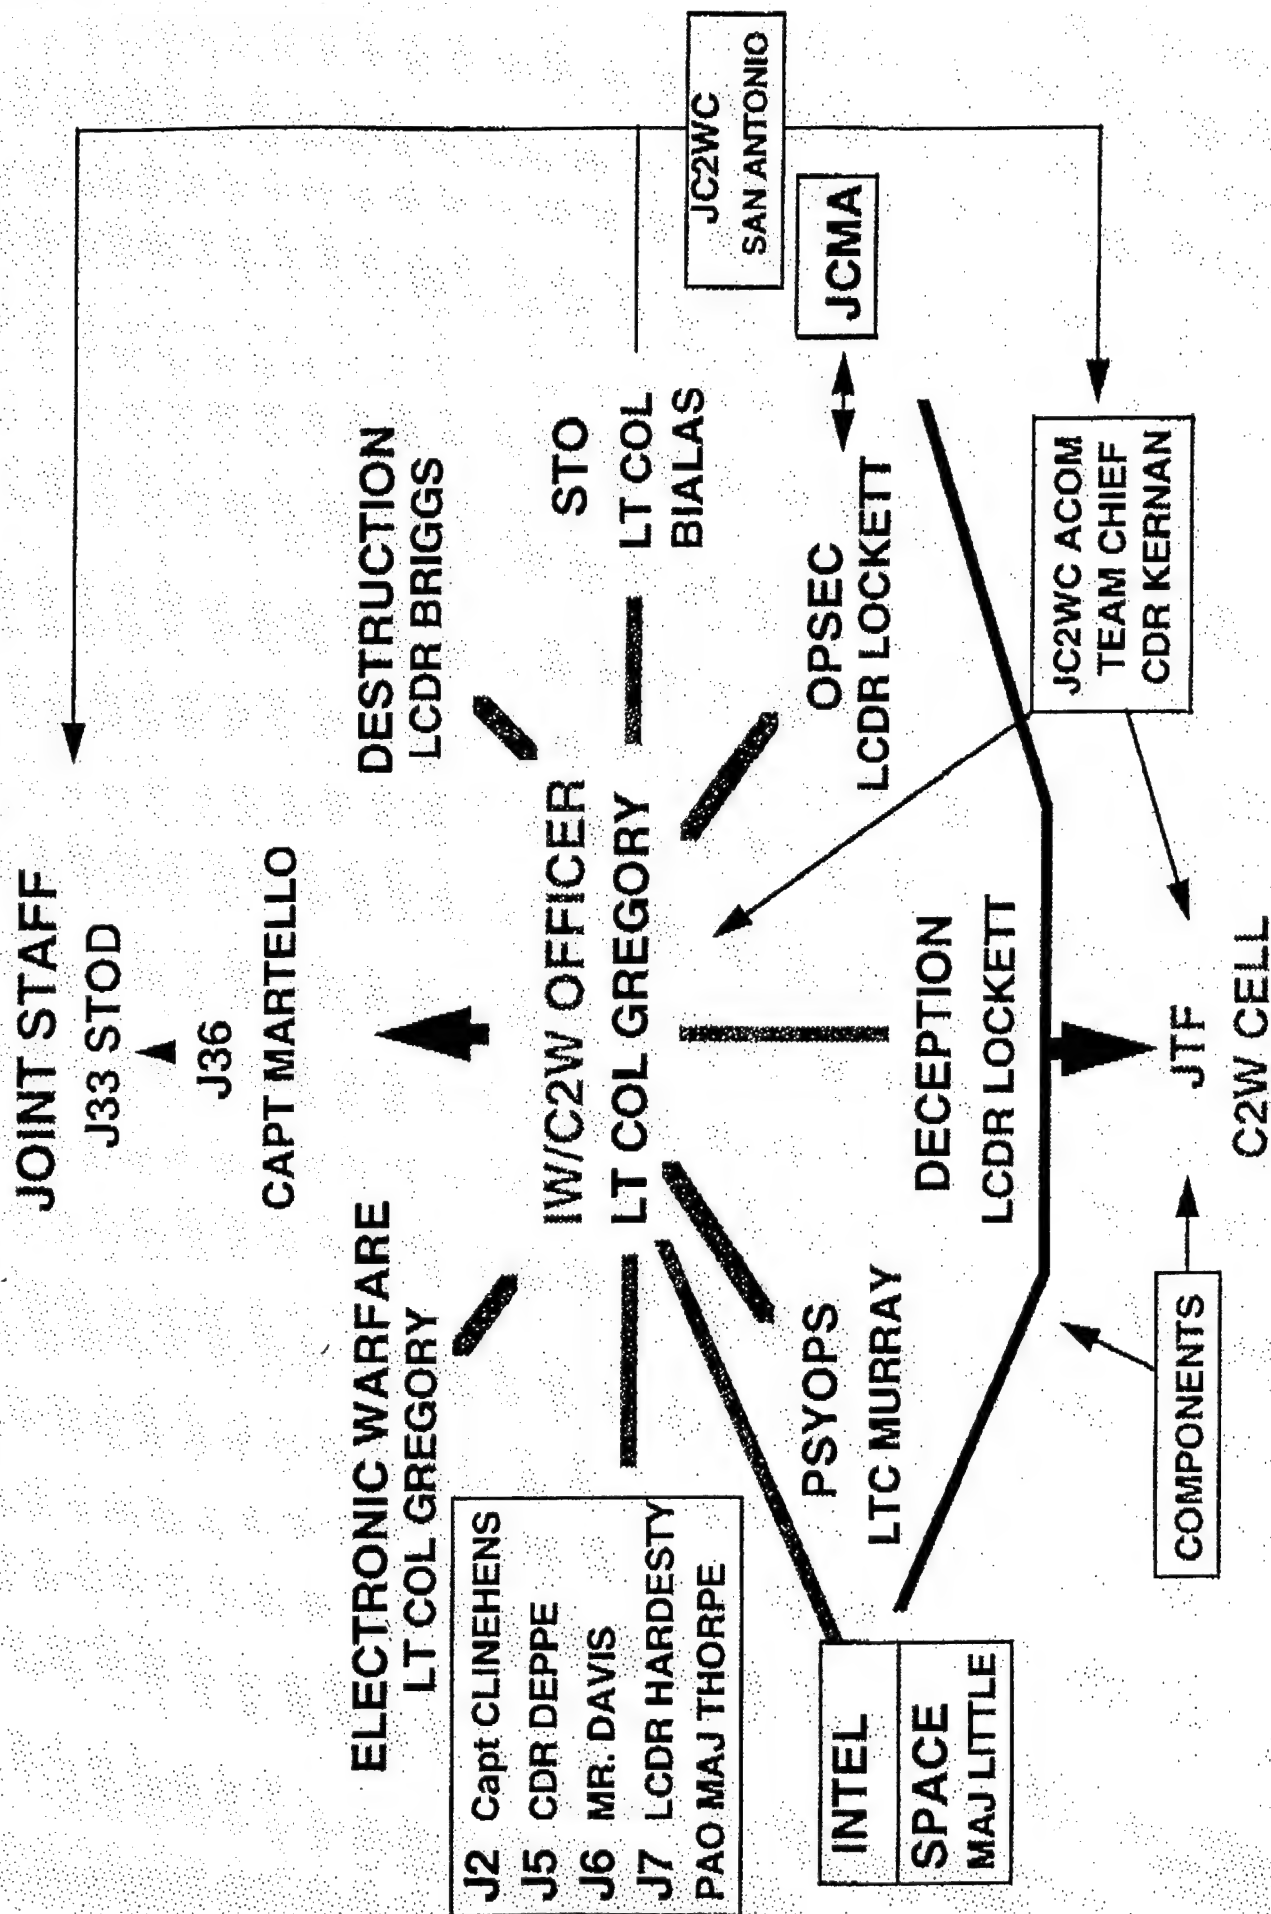 JOINT STAFF
J33 STOD
J36
CAPT MARTELLO
ELECTRONIC WARFARE
LT COL GREGORY
DESTRUCTION
LCDR BRIGGS
J2 Capt CLINEHENS
J5 CDR DEPPE
J6 MR. DAVIS
J7 LCDR HARDESTY
PAO MAJ THORPE
IW/C2W OFFICER
LT COL GREGORY
STO
LT COL
BIALAS
JC2WC
SAN ANTONIO
INTEL
SPACE
MAJ LITTLE
PSYOPS
LTC MURRAY
DECEPTION
LCDR LOCKETT
OPSEC
LCDR LOCKETT
JCMA
COMPONENTS
JTF
C2W CELL
JC2WC ACOM
TEAM CHIEF
CDR KERNAN